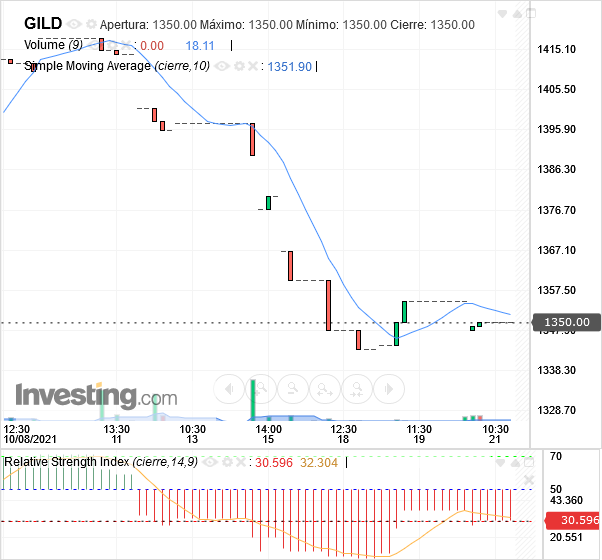 GILD Apertura: 1350.00 Máximo: 1350.00 Mínimo: 1350.00 Cierre: 1350.00
Volume (9) : 0.00 18.11
Simple Moving Average (cierre,10) : 1351.90
1415.10
1405.50
1395.90
1386.30
1376.70
1367.10
1357.50
1350.00
1338.30
1328.70
Investing.com
12:30 13:30 10:30 14:00 12:30 11:30 10:30
10/08/2021 11 13 15 18 19 21
Relative Strength Index (cierre,14,9) : 30.596 32.304
70
50
43.360
30.596
20.551